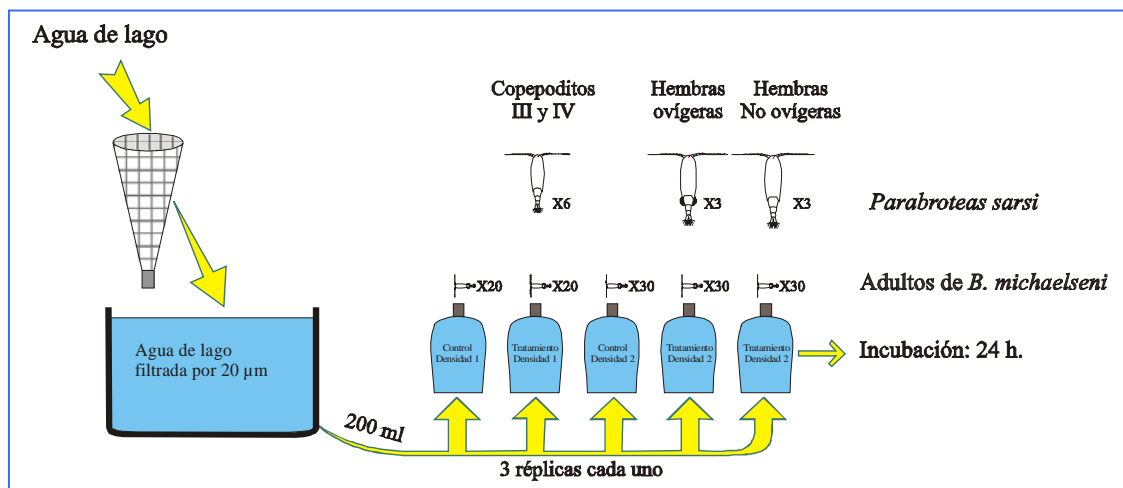 Agua de lago
Copepoditos
III y IV
Hembras
ovígeras
Hembras
No ovígeras
X6
X3
X3
Parabroteas sarsi
X20
X20
X30
X30
X30
Adultos de B. michaelseni
Agua de lago
filtrada por 20 µm
Control
Densidad 1
Tratamiento
Densidad 1
Control
Densidad 2
Tratamiento
Densidad 2
Tratamiento
Densidad 2
Incubación: 24 h.
200 ml
3 réplicas cada uno